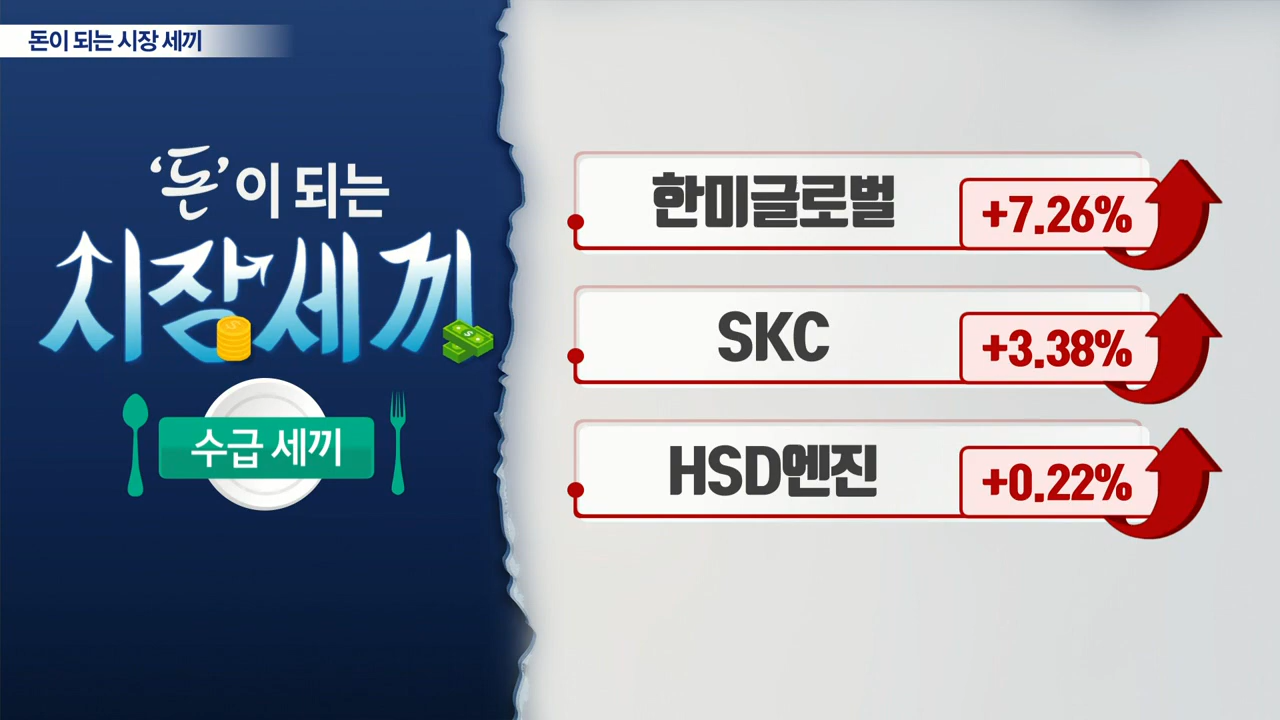 돈이 되는 시장 세끼
'돈'이 되는
시장세끼
수급 세끼
한미글로벌 +7.26%
SKC +3.38%
HSD엔진 +0.22%